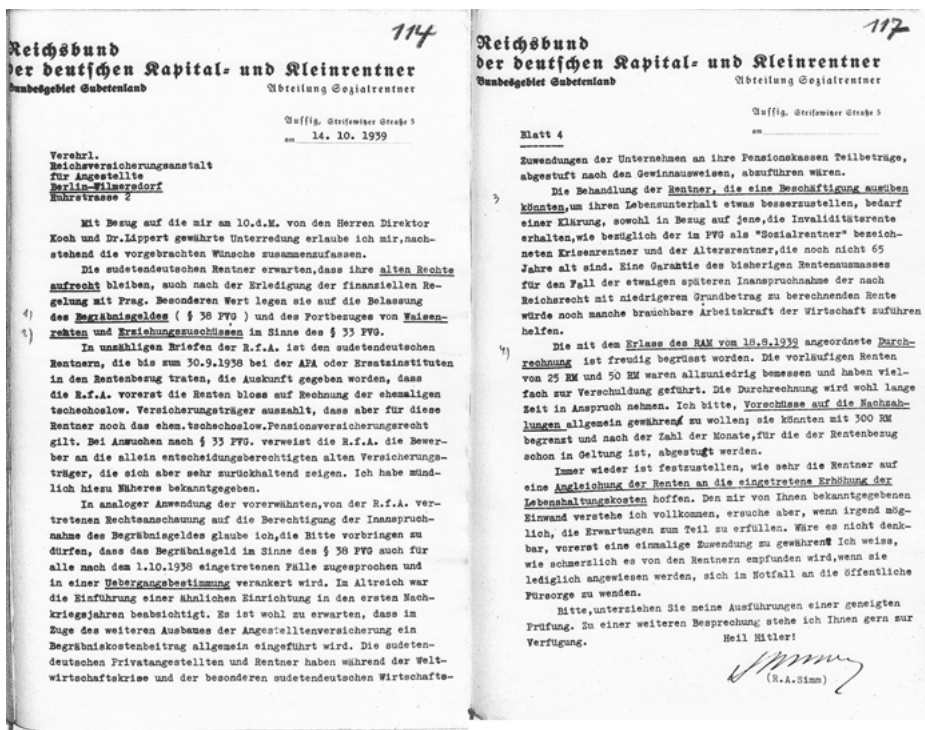 114
Reichsbund
der deutschen Kapital= und Kleinrentner
Bundesgebiet Sudetenland
Abteilung Sozialrentner
Aussig, Strisowitzer Straße 5
am 14. 10. 1939
Verehrl.
Reichsversicherungsanstalt
für Angestellte
Berlin-Wilmersdorf
Ruhrstrasse 2
Mit Bezug auf die mir am 10.d.M. von den Herren Direktor
Koch und Dr.Lippert gewährte Unterredung erlaube ich mir,nach-
stehend die vorgebrachten Wünsche zusammenzufassen.
Die sudetendeutschen Rentner erwarten,dass ihre alten Rechte
aufrecht bleiben, auch nach der Erledigung der finanziellen Re-
gelung mit Prag. Besonderen Wert legen sie auf die Belassung
1) des Begräbnisgeldes ( § 38 PVG ) und des Fortbezuges von Waisen-
2) renten und Erziehungszuschüssen im Sinne des § 33 PVG.
In unzähligen Briefen der R.f.A. ist den sudetendeutschen
Rentnern, die bis zum 30.9.1938 bei der APA oder Ersatzinstituten
in den Rentenbezug traten, die Auskunft gegeben worden, dass
die R.f.A. vorerst die Renten bloss auf Rechnung der ehemaligen
tschechoslow. Versicherungsträger auszahlt, dass aber für diese
Rentner noch das ehem.tschechoslow.Pensionsversicherungsrecht
gilt. Bei Ansuchen nach § 33 PVG. verweist die R.f.A. die Bewer-
ber an die allein entscheidungsberechtigten alten Versicherungs-
träger, die sich aber sehr zurückhaltend zeigen. Ich habe münd-
lich hiezu Näheres bekanntgegeben.
In analoger Anwendung der vorerwähnten,von der R.f.A. ver-
tretenen Rechtsanschauung auf die Berechtigung der Inanspruch-
nahme des Begräbnisgeldes glaube ich,die Bitte vorbringen zu
dürfen, dass das Begräbnisgeld im Sinne des § 38 PVG auch für
alle nach dem 1.10.1938 eingetretenen Fälle zugesprochen und
in einer Uebergangsbestimmung verankert wird. Im Altreich war
die Einführung einer ähnlichen Einrichtung in den ersten Nach-
kriegsjahren beabsichtigt. Es ist wohl zu erwarten, dass im
Zuge des weiteren Ausbaues der Angestelltenversicherung ein
Begräbniskostenbeitrag allgemein eingeführt wird. Die sudeten-
deutschen Privatangestellten und Rentner haben während der Welt-
wirtschaftskrise und der besonderen sudetendeutschen Wirtschafts-
117
Reichsbund
der deutschen Kapital= und Kleinrentner
Bundesgebiet Sudetenland
Abteilung Sozialrentner
Aussig, Strisowitzer Straße 5
am
Blatt 4
Zuwendungen der Unternehmen an ihre Pensionskassen Teilbeträge,
abgestuft nach den Gewinnausweisen, abzuführen wären.
Die Behandlung der Rentner, die eine Beschäftigung ausüben
3 könnten,um ihren Lebensunterhalt etwas besserzustellen, bedarf
einer Klärung, sowohl in Bezug auf jene,die Invaliditätsrente
erhalten,wie bezüglich der im PVG als "Sozialrentner" bezeich-
neten Krisenrentner und der Altersrentner,die noch nicht 65
Jahre alt sind. Eine Garantie des bisherigen Rentenausmasses
für den Fall der etwaigen späteren Inanspruchnahme der nach
Reichsrecht mit niedrigerem Grundbetrag zu berechnenden Rente
würde noch manche brauchbare Arbeitskraft der Wirtschaft zuführen
helfen.
4) Die mit dem Erlass des RAM vom 18.8.1939 angeordnete Durch-
rechnung ist freudig begrüsst worden. Die vorläufigen Renten
von 25 RM und 50 RM waren allzuniedrig bemessen und haben viel-
fach zur Verschuldung geführt. Die Durchrechnung wird wohl lange
Zeit in Anspruch nehmen. Ich bitte, Vorschüsse auf die Nachzah-
lungen allgemein gewähren zu wollen; sie könnten mit 300 RM
begrenzt und nach der Zahl der Monate,für die der Rentenbezug
schon in Geltung ist, abgestuft werden.
Immer wieder ist festzustellen, wie sehr die Rentner auf
eine Angleichung der Renten an die eingetretene Erhöhung der
Lebenshaltungskosten hoffen. Den mir von Ihnen bekanntgegebenen
Einwand verstehe ich vollkommen, ersuche aber, wenn irgend mög-
lich, die Erwartungen zum Teil zu erfüllen. Wäre es nicht denk-
bar, vorerst eine einmalige Zuwendung zu gewähren? Ich weiss,
wie schmerzlich es von den Rentnern empfunden wird,wenn sie
lediglich angewiesen werden, sich im Notfall an die öffentliche
Fürsorge zu wenden.
Bitte,unterziehen Sie meine Ausführungen einer geneigten
Prüfung. Zu einer weiteren Besprechung stehe ich Ihnen gern zur
Verfügung.
Heil Hitler!
(R.A.Simm)